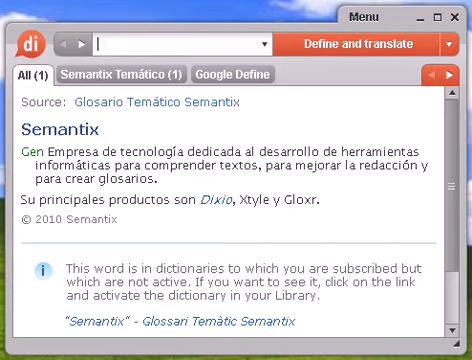 Menu
di
Define and translate
All (1)
Semantix Temático (1)
Google Define
Source: Glosario Temático Semantix
Semantix
Gen Empresa de tecnología dedicada al desarrollo de herramientas
informáticas para comprender textos, para mejorar la redacción y
para crear glosarios.
Su principales productos son Dixio, Xtyle y Gloxr.
© 2010 Semantix
i
This word is in dictionaries to which you are subscribed but
which are not active. If you want to see it, click on the link
and activate the dictionary in your Library.
"Semantix" - Glossari Temàtic Semantix